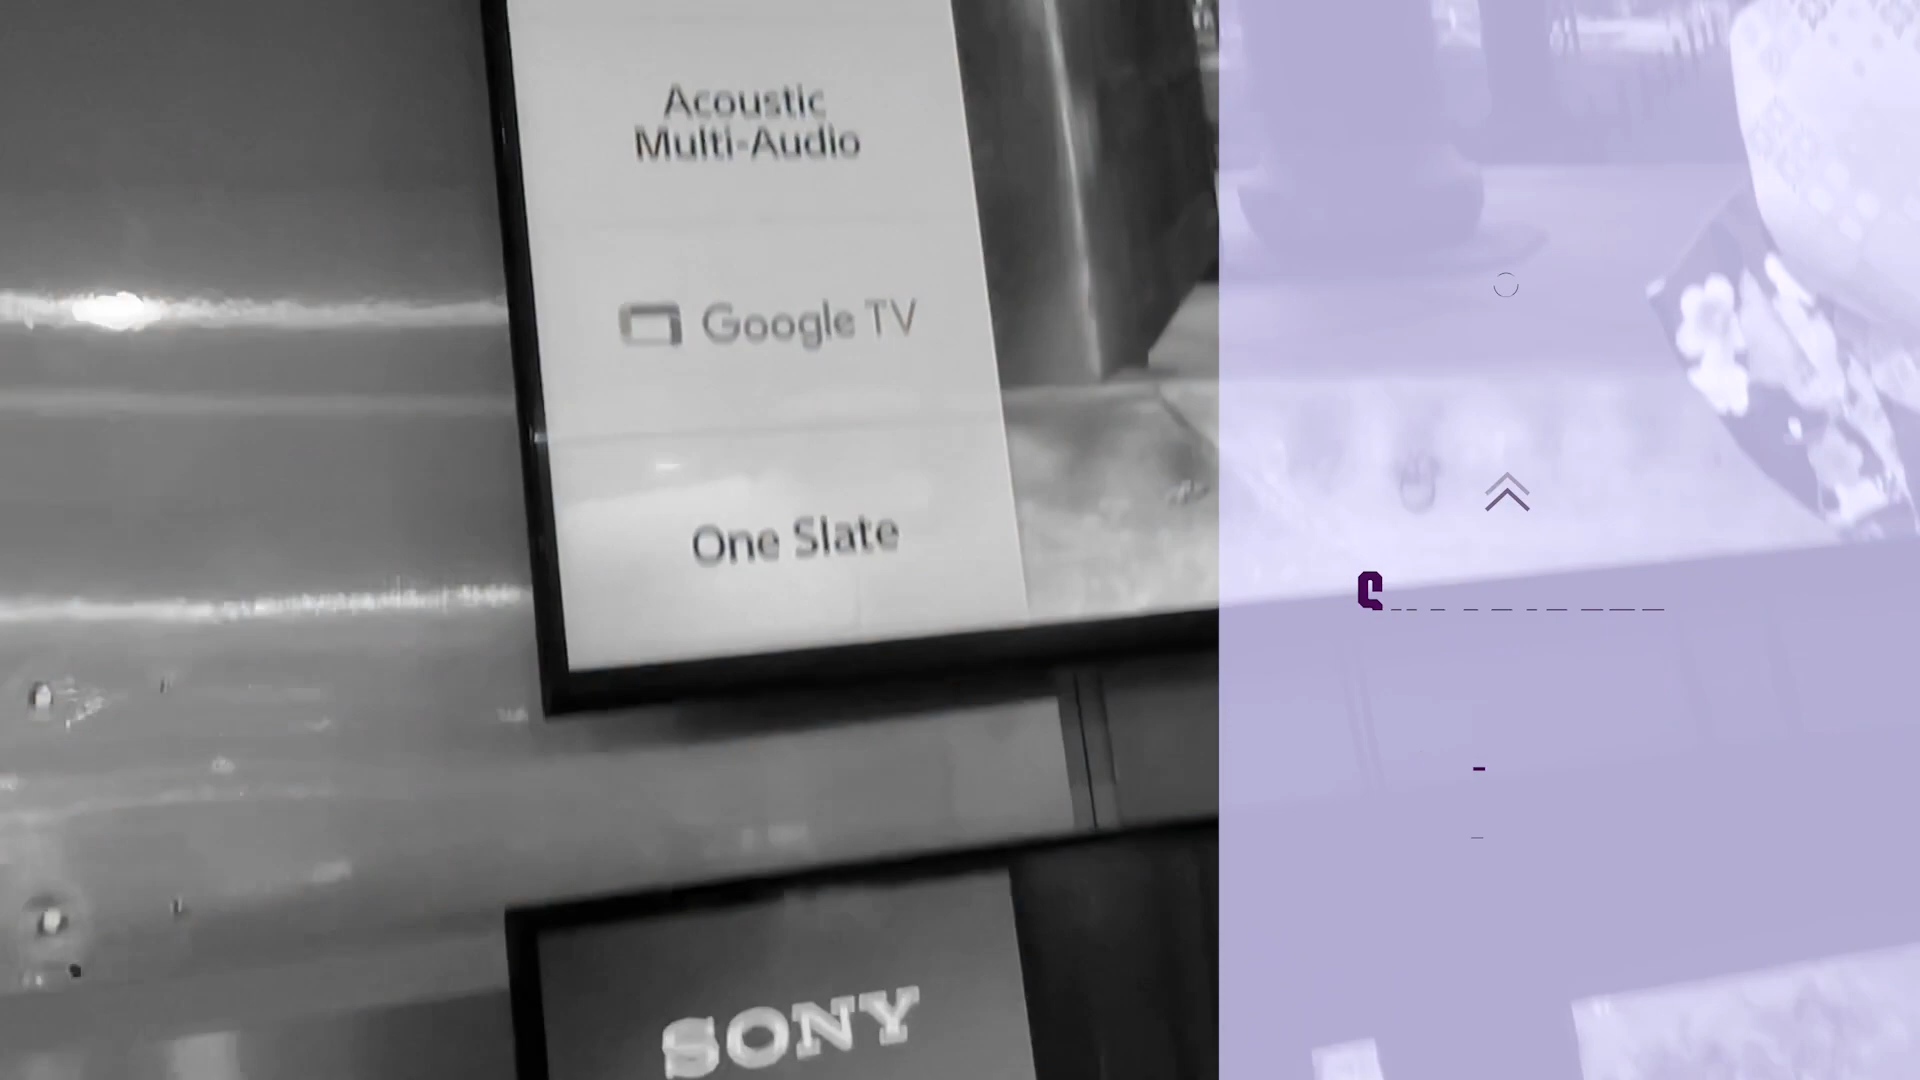 Acoustic
Multi-Audio
Google TV
One Slate
SONY